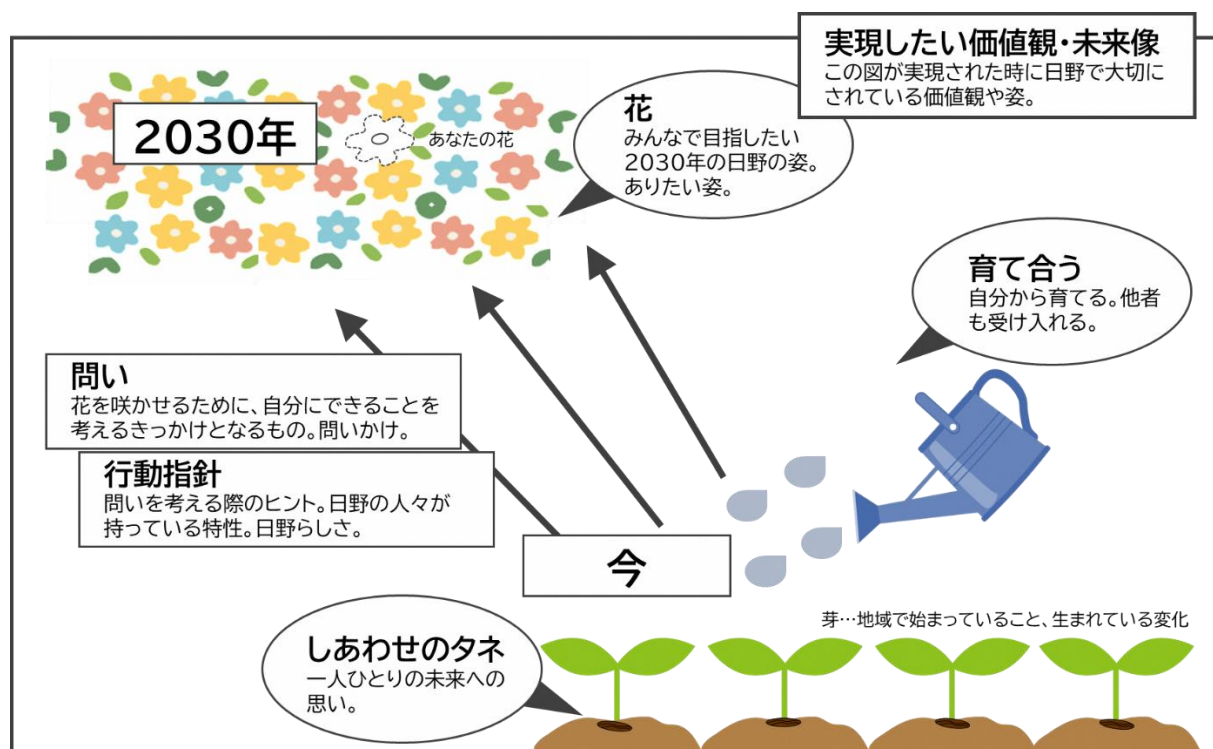 実現したい価値観・未来像
この図が実現された時に日野で大切に
されている価値観や姿。
2030年
あなたの花
花
みんなで目指したい
2030年の日野の姿。
ありたい姿。
育て合う
自分から育てる。他者
も受け入れる。
問い
花を咲かせるために、自分にできることを
考えるきっかけとなるもの。問いかけ。
行動指針
問いを考える際のヒント。日野の人々が
持っている特性。日野らしさ。
今
芽…地域で始まっていること、生まれている変化
しあわせのタネ
一人ひとりの未来への
思い。